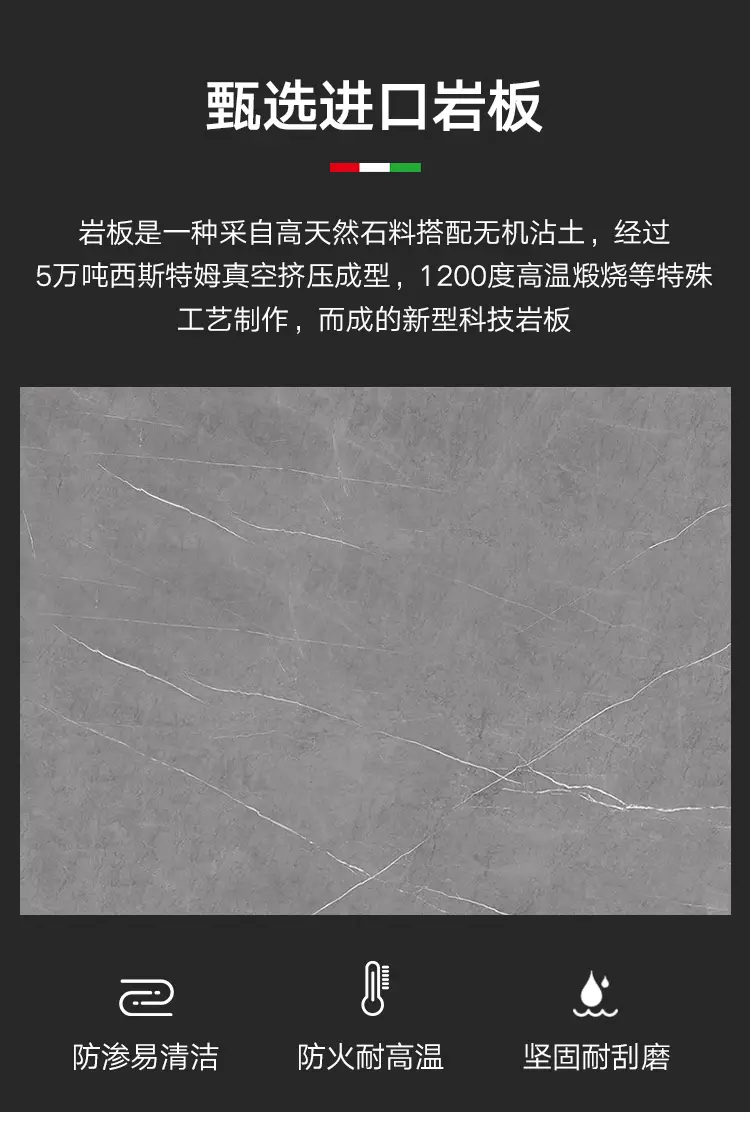 甄选进口岩板
岩板是一种采自高天然石料搭配无机沾土，经过
5万吨西斯特姆真空挤压成型，1200度高温煅烧等特殊
工艺制作，而成的新型科技岩板
防渗易清洁
防火耐高温
坚固耐刮磨